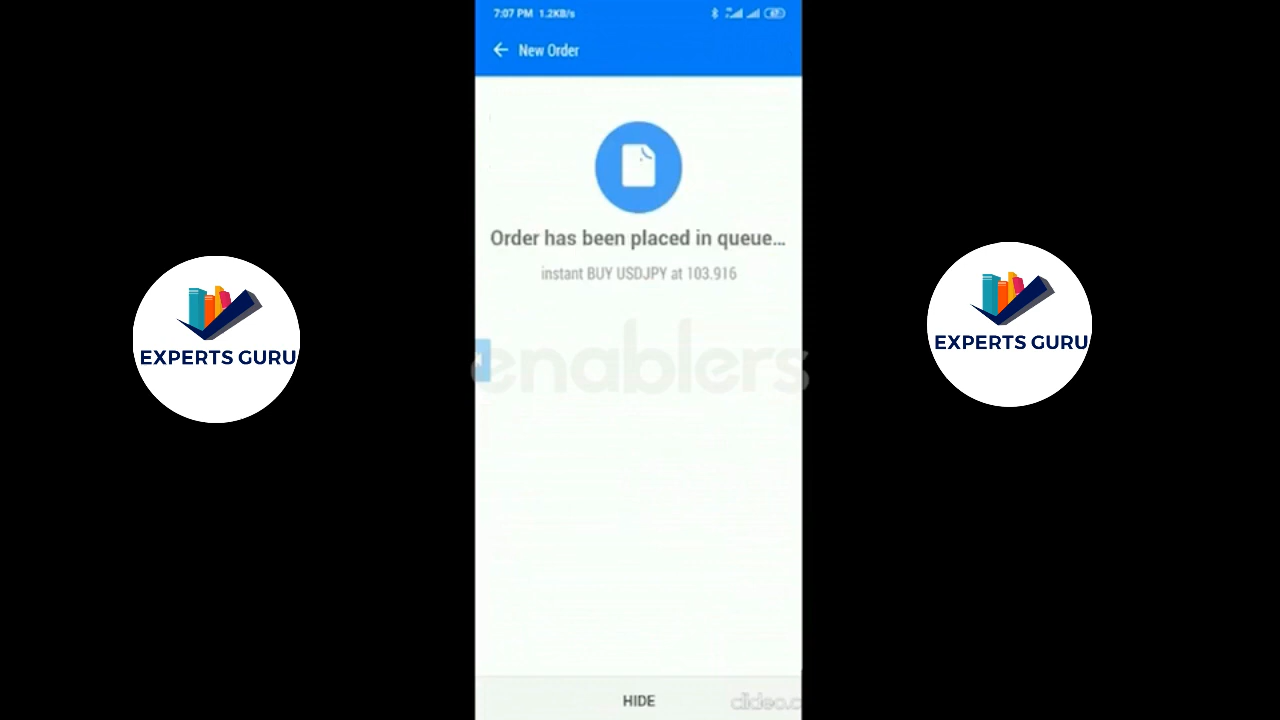 7:07 PM 1.2KB/s
New Order
Order has been placed in queue...
instant BUY USDJPY at 103.916
enablers
EXPERTS GURU
EXPERTS GURU
HIDE
clideo.c